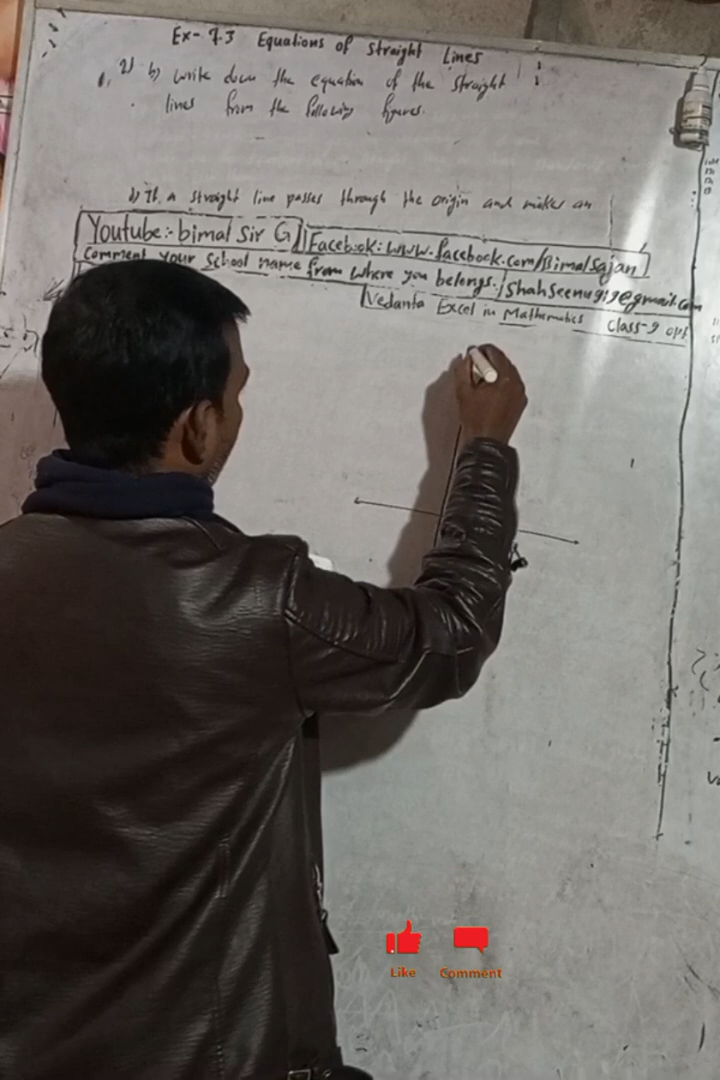 Ex- 7.3 Equations of Straight Lines
2) b) Write down the equation of the straight
lines from the following figures.
d) If a straight line passes through the origin and makes an
Youtube:- bimal Sir G
Facebook: www.facebook.com/Bimalsajan
Comment your School name from where you belongs.
Shahseenu919@gmail.com
Vedanta Excel in Mathematics Class-9 opt
Like
Comment